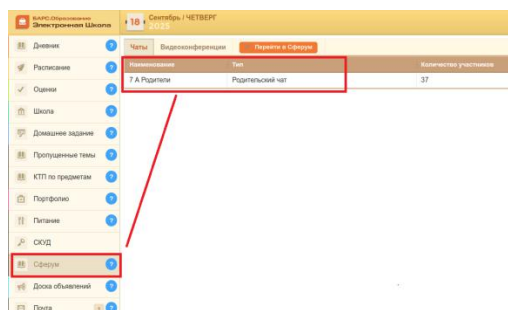 БАРС.Образование
Электронная Школа
18
Сентябрь / ЧЕТВЕРГ
2025
Дневник ?
Расписание ?
Оценки ?
Школа ?
Домашнее задание ?
Пропущенные темы ?
КТП по предметам ?
Портфолио ?
Питание ?
СКУД
Сферум ?
Доска объявлений ?
Почта ?
Чаты Видеоконференции Перейти в Сферум
Наименование Тип Количество участников
7 А Родители Родительский чат 37